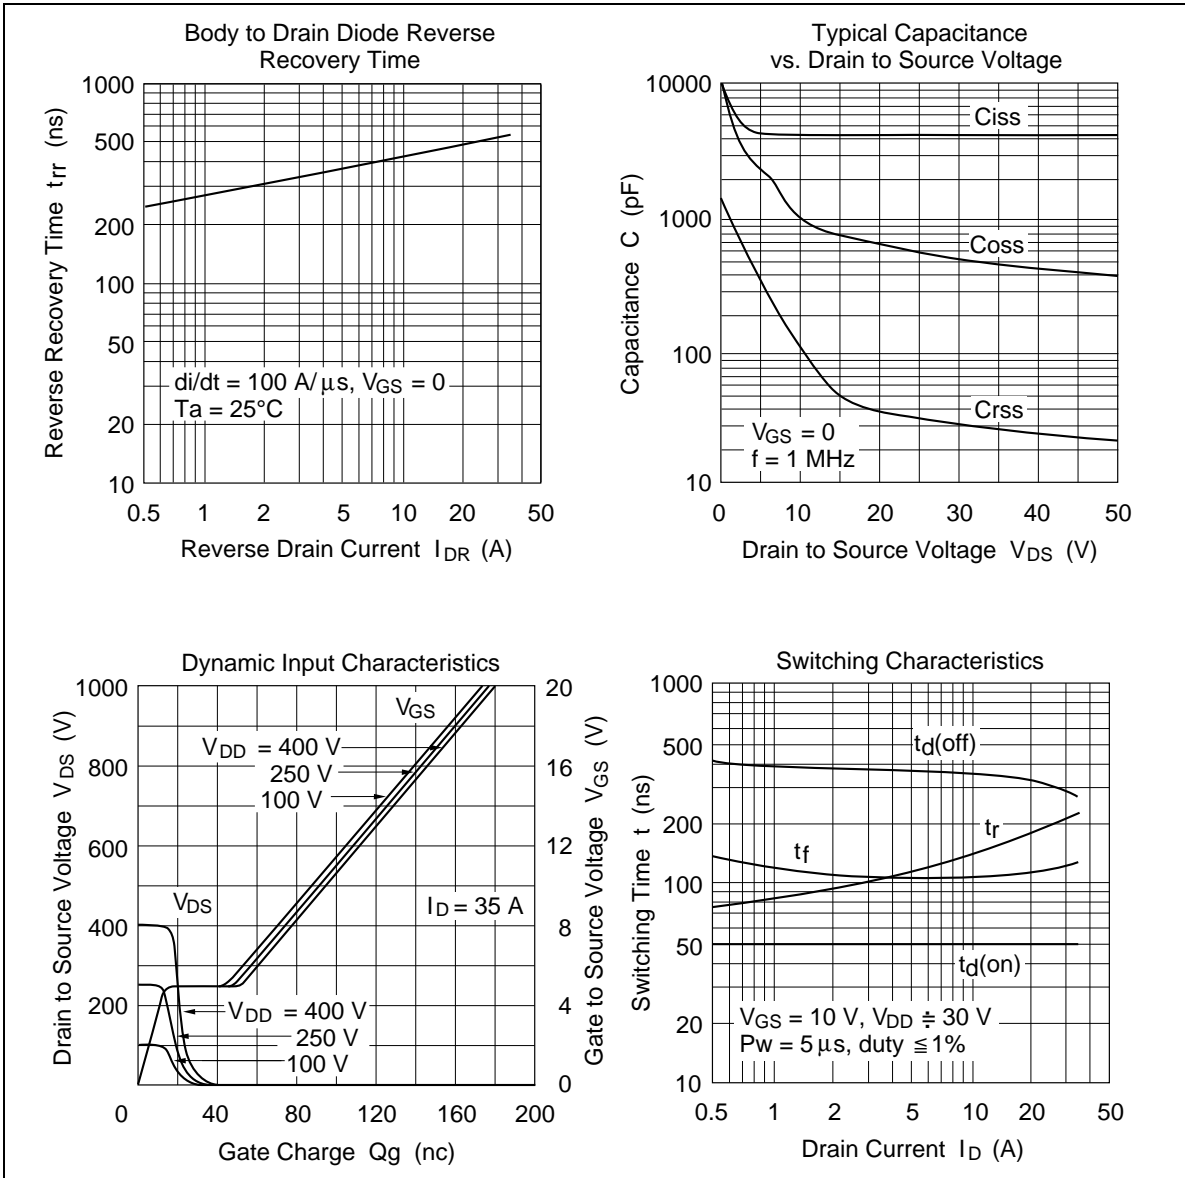 Body to Drain Diode Reverse
Recovery Time
1000
500
200
100
50
20
10
Reverse Recovery Time trr (ns)
di/dt = 100 A/μs, VGS = 0
Ta = 25°C
0.5 1 2 5 10 20 50
Reverse Drain Current IDR (A)
Typical Capacitance
vs. Drain to Source Voltage
10000
1000
100
10
Capacitance C (pF)
Ciss
Coss
Crss
VGS = 0
f = 1 MHz
0 10 20 30 40 50
Drain to Source Voltage VDS (V)
Dynamic Input Characteristics
1000
800
600
400
200
0
Drain to Source Voltage VDS (V)
20
16
12
8
4
0
Gate to Source Voltage VGS (V)
VGS
VDD = 400 V
250 V
100 V
ID = 35 A
VDS
VDD = 400 V
250 V
100 V
40 80 120 160 200
Gate Charge Qg (nc)
Switching Characteristics
1000
500
200
100
50
20
10
Switching Time t (ns)
td(off)
tr
tf
td(on)
VGS = 10 V, VDD ≑ 30 V
Pw = 5 μs, duty ≦ 1%
0.5 1 2 5 10 20 50
Drain Current ID (A)